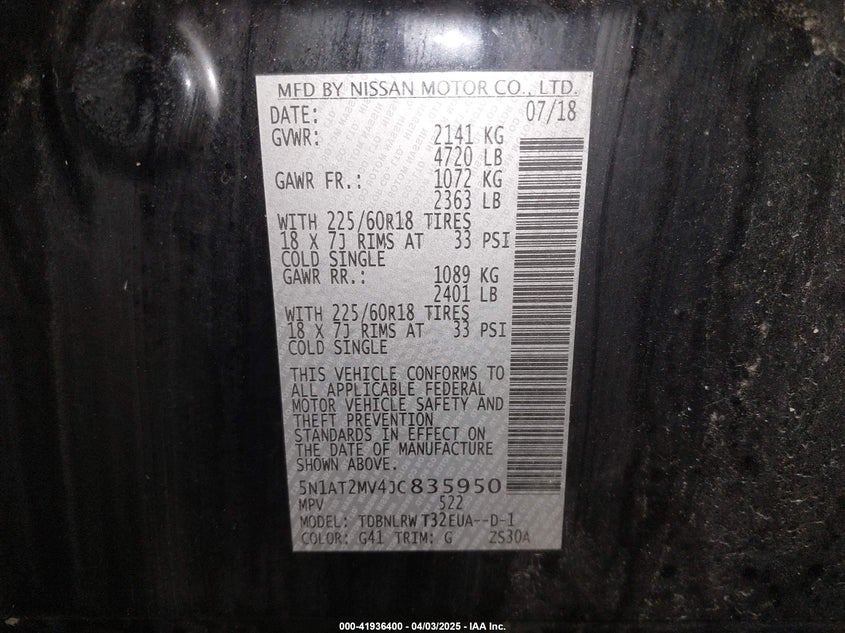 MFD BY NISSAN MOTOR CO., LTD.
DATE: 07/18
GVWR: 2141 KG
4720 LB
GAWR FR.: 1072 KG
2363 LB
WITH 225/60R18 TIRES
18 X 7J RIMS AT 33 PSI
COLD SINGLE
GAWR RR.: 1089 KG
2401 LB
WITH 225/60R18 TIRES
18 X 7J RIMS AT 33 PSI
COLD SINGLE
THIS VEHICLE CONFORMS TO
ALL APPLICABLE FEDERAL
MOTOR VEHICLE SAFETY AND
THEFT PREVENTION
STANDARDS IN EFFECT ON
THE DATE OF MANUFACTURE
SHOWN ABOVE.
5N1AT2MV4JC835950
MPV 522
MODEL: TDBNLRW T32EUA--D-1
COLOR: G41 TRIM: G ZS30A
000-41936400 - 04/03/2025 - IAA Inc.